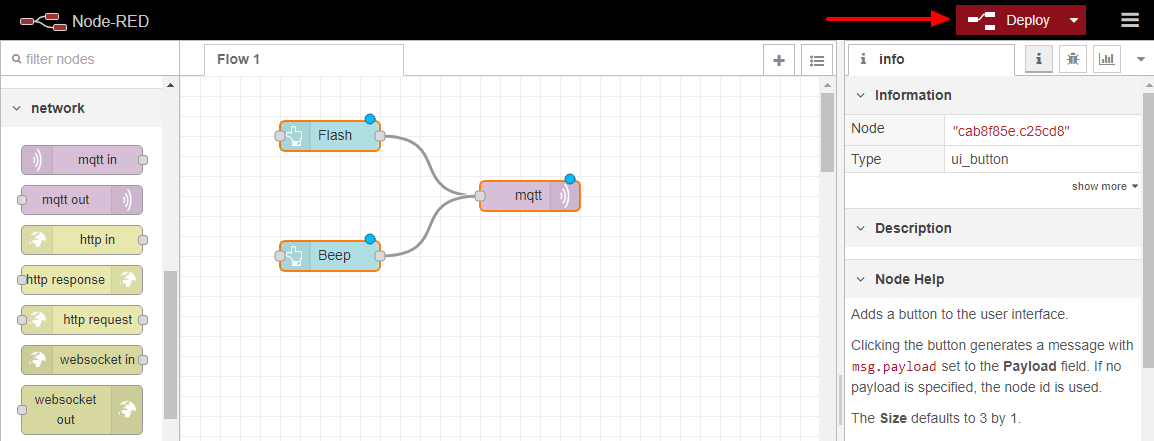 Node-RED
Deploy
filter nodes
Flow 1
info
network
mqtt in
mqtt out
http in
http response
http request
websocket in
websocket
out
Flash
Beep
mqtt
Information
Node
"cab8f85e.c25cd8"
Type
ui_button
show more
Description
Node Help
Adds a button to the user interface.
Clicking the button generates a message with
msg.payload set to the Payload field. If no
payload is specified, the node id is used.
The Size defaults to 3 by 1.